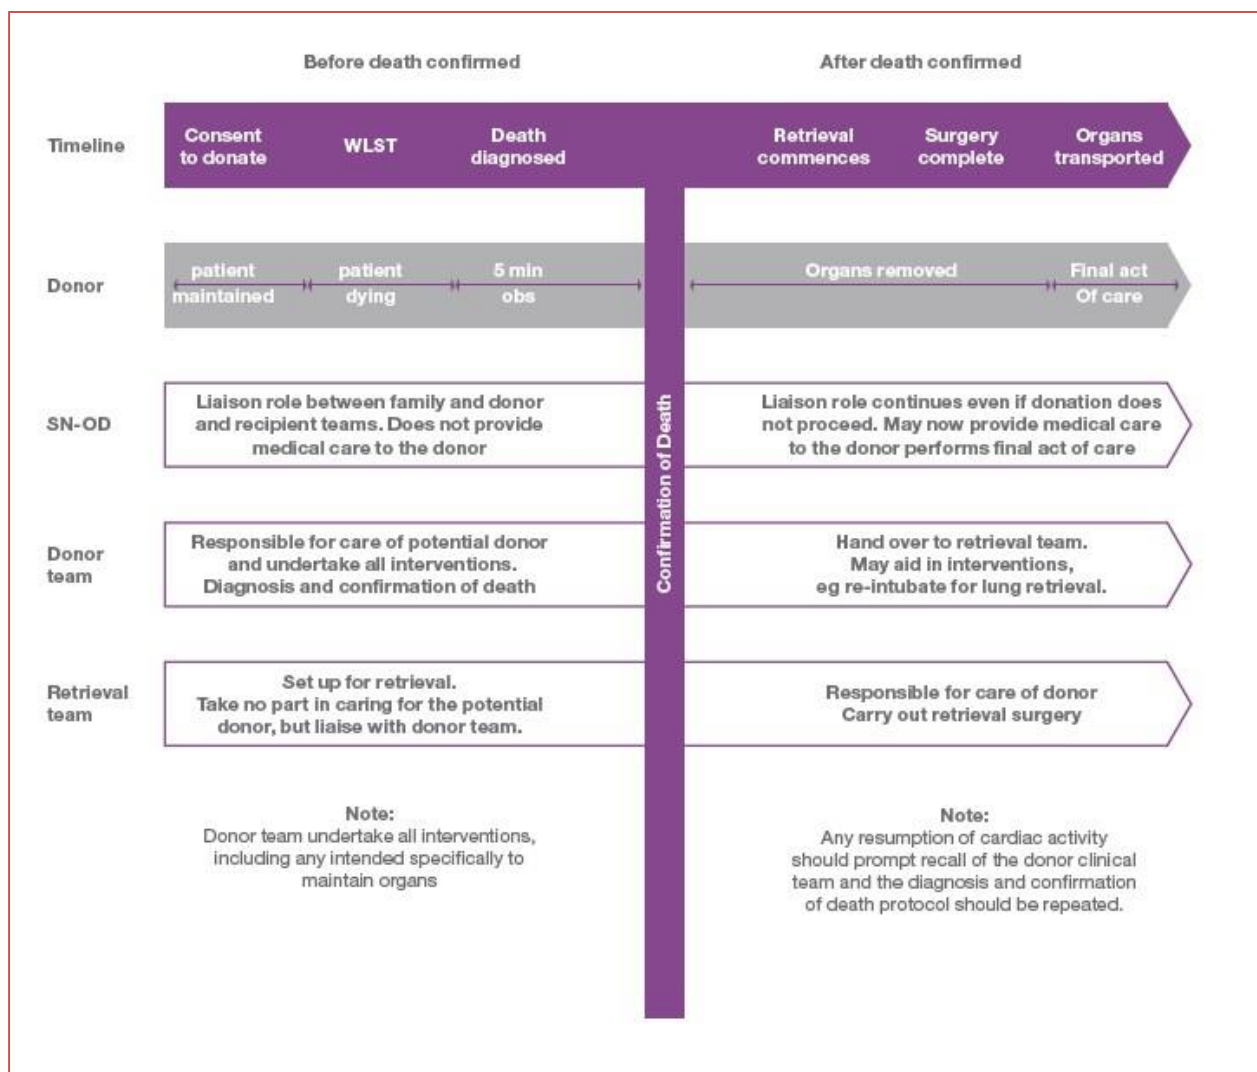 Before death confirmed
After death confirmed
Timeline
Consent
to donate
WLST
Death
diagnosed
Retrieval
commences
Surgery
complete
Organs
transported
Donor
patient
maintained
patient
dying
5 min
obs
Organs removed
Final act
Of care
SN-OD
Liaison role between family and donor
and recipient teams. Does not provide
medical care to the donor
Liaison role continues even if donation does
not proceed. May now provide medical care
to the donor performs final act of care
Confirmation of Death
Donor
team
Responsible for care of potential donor
and undertake all interventions.
Diagnosis and confirmation of death
Hand over to retrieval team.
May aid in interventions,
eg re-intubate for lung retrieval.
Retrieval
team
Set up for retrieval.
Take no part in caring for the potential
donor, but liaise with donor team.
Responsible for care of donor
Carry out retrieval surgery
Note:
Donor team undertake all interventions,
including any intended specifically to
maintain organs
Note:
Any resumption of cardiac activity
should prompt recall of the donor clinical
team and the diagnosis and confirmation
of death protocol should be repeated.